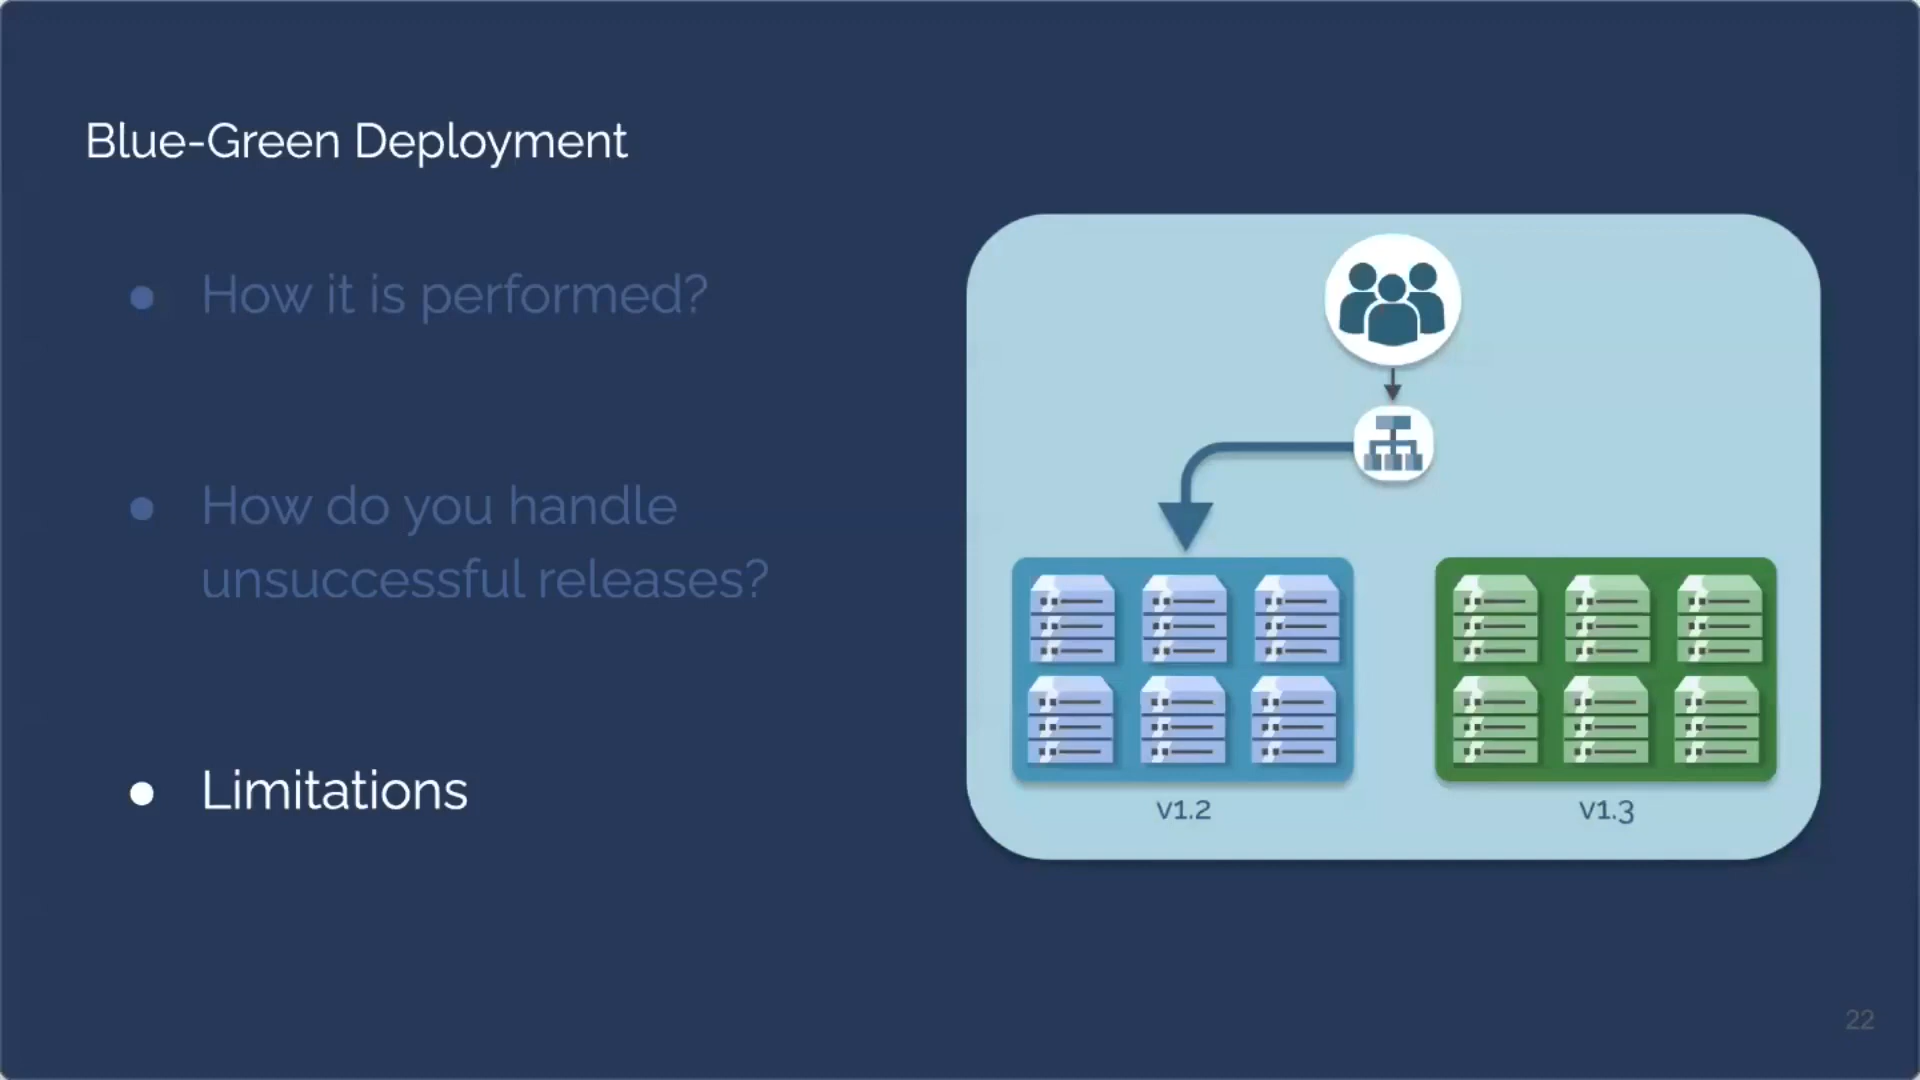 Blue-Green Deployment
● How it is performed?
● How do you handle
unsuccessful releases?
● Limitations
v1.2
v1.3
22